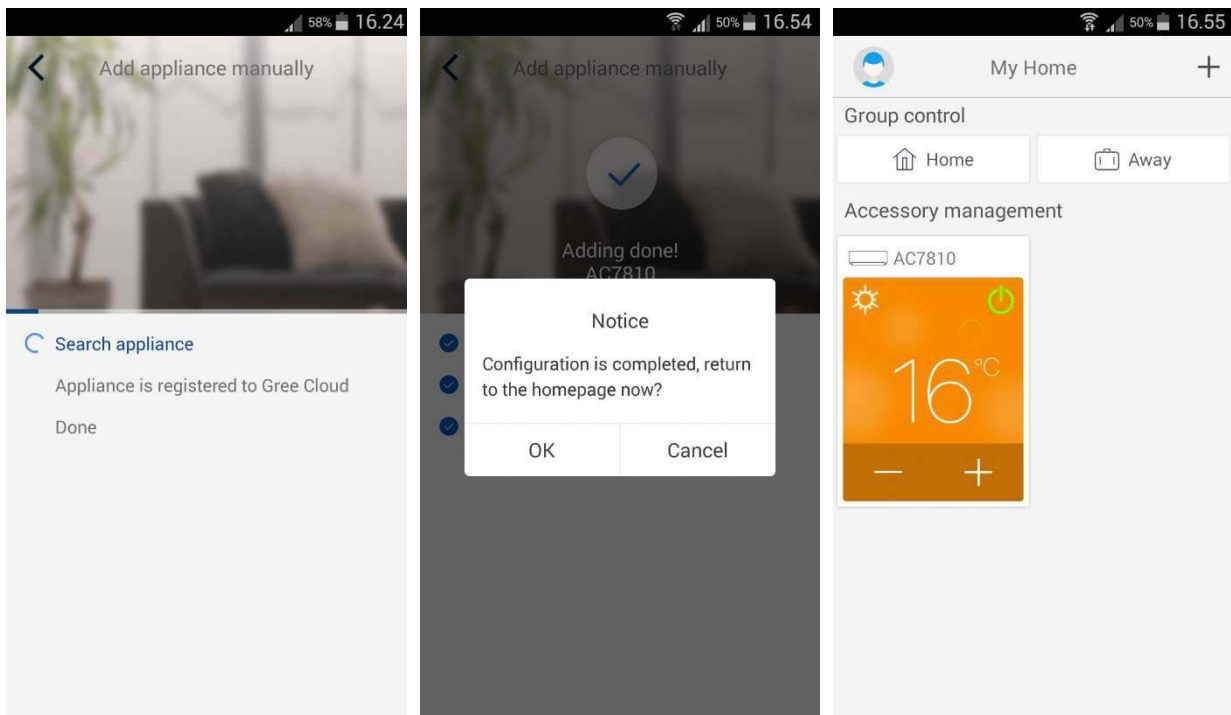 58% 16.24
Add appliance manually
Search appliance
Appliance is registered to Gree Cloud
Done
50% 16.54
Add appliance manually
Adding done!
AC7810
Notice
Configuration is completed, return
to the homepage now?
OK Cancel
50% 16.55
My Home
Group control
Home Away
Accessory management
AC7810
16°C